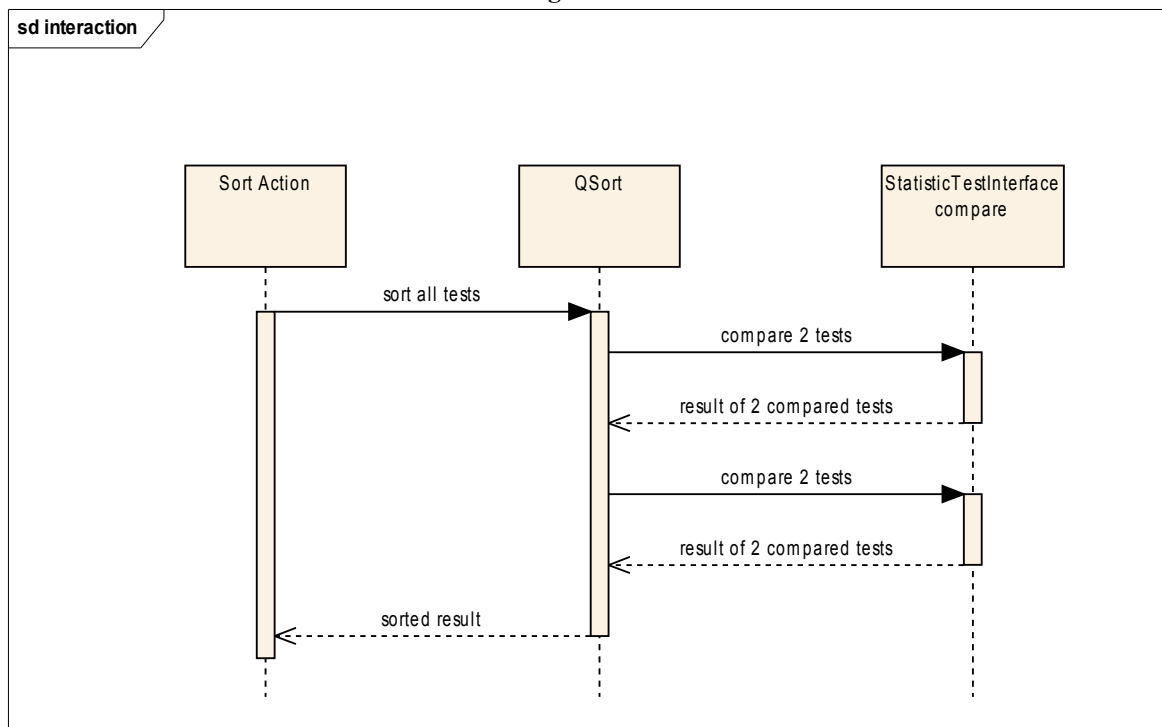 sd interaction
Sort Action
QSort
StatisticTestInterface
compare
sort all tests
compare 2 tests
result of 2 compared tests
compare 2 tests
result of 2 compared tests
sorted result